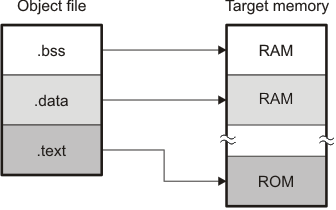 Object file
Target memory
.bss
RAM
.data
RAM
.text
ROM